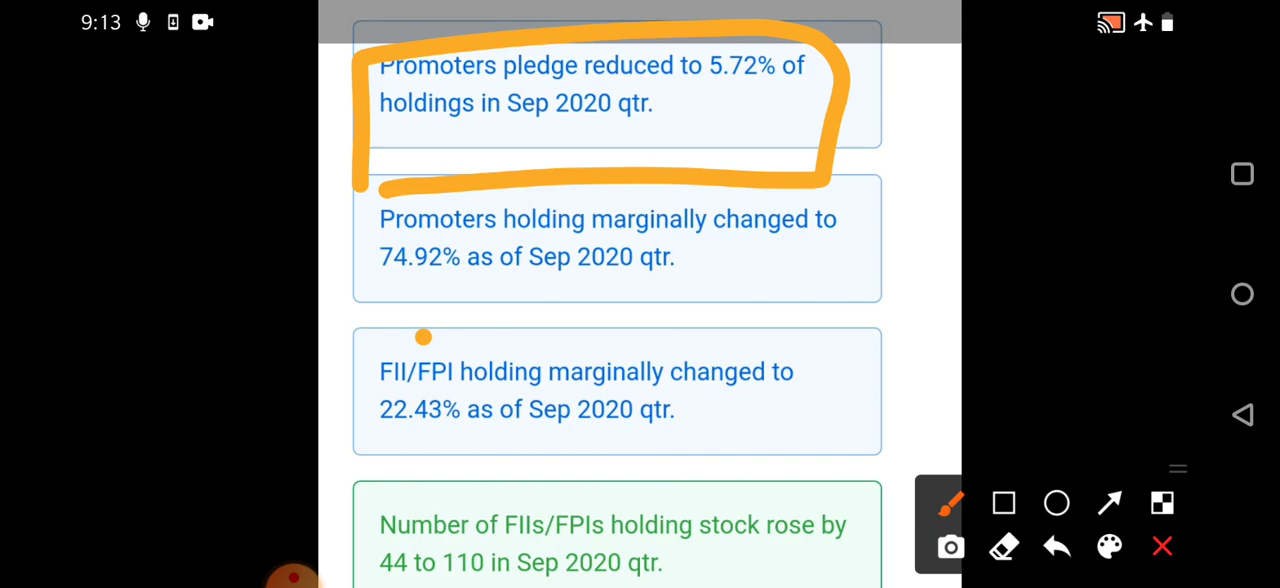 9:13
Promoters pledge reduced to 5.72% of
holdings in Sep 2020 qtr.
Promoters holding marginally changed to
74.92% as of Sep 2020 qtr.
FII/FPI holding marginally changed to
22.43% as of Sep 2020 qtr.
Number of FIIs/FPIs holding stock rose by
44 to 110 in Sep 2020 qtr.